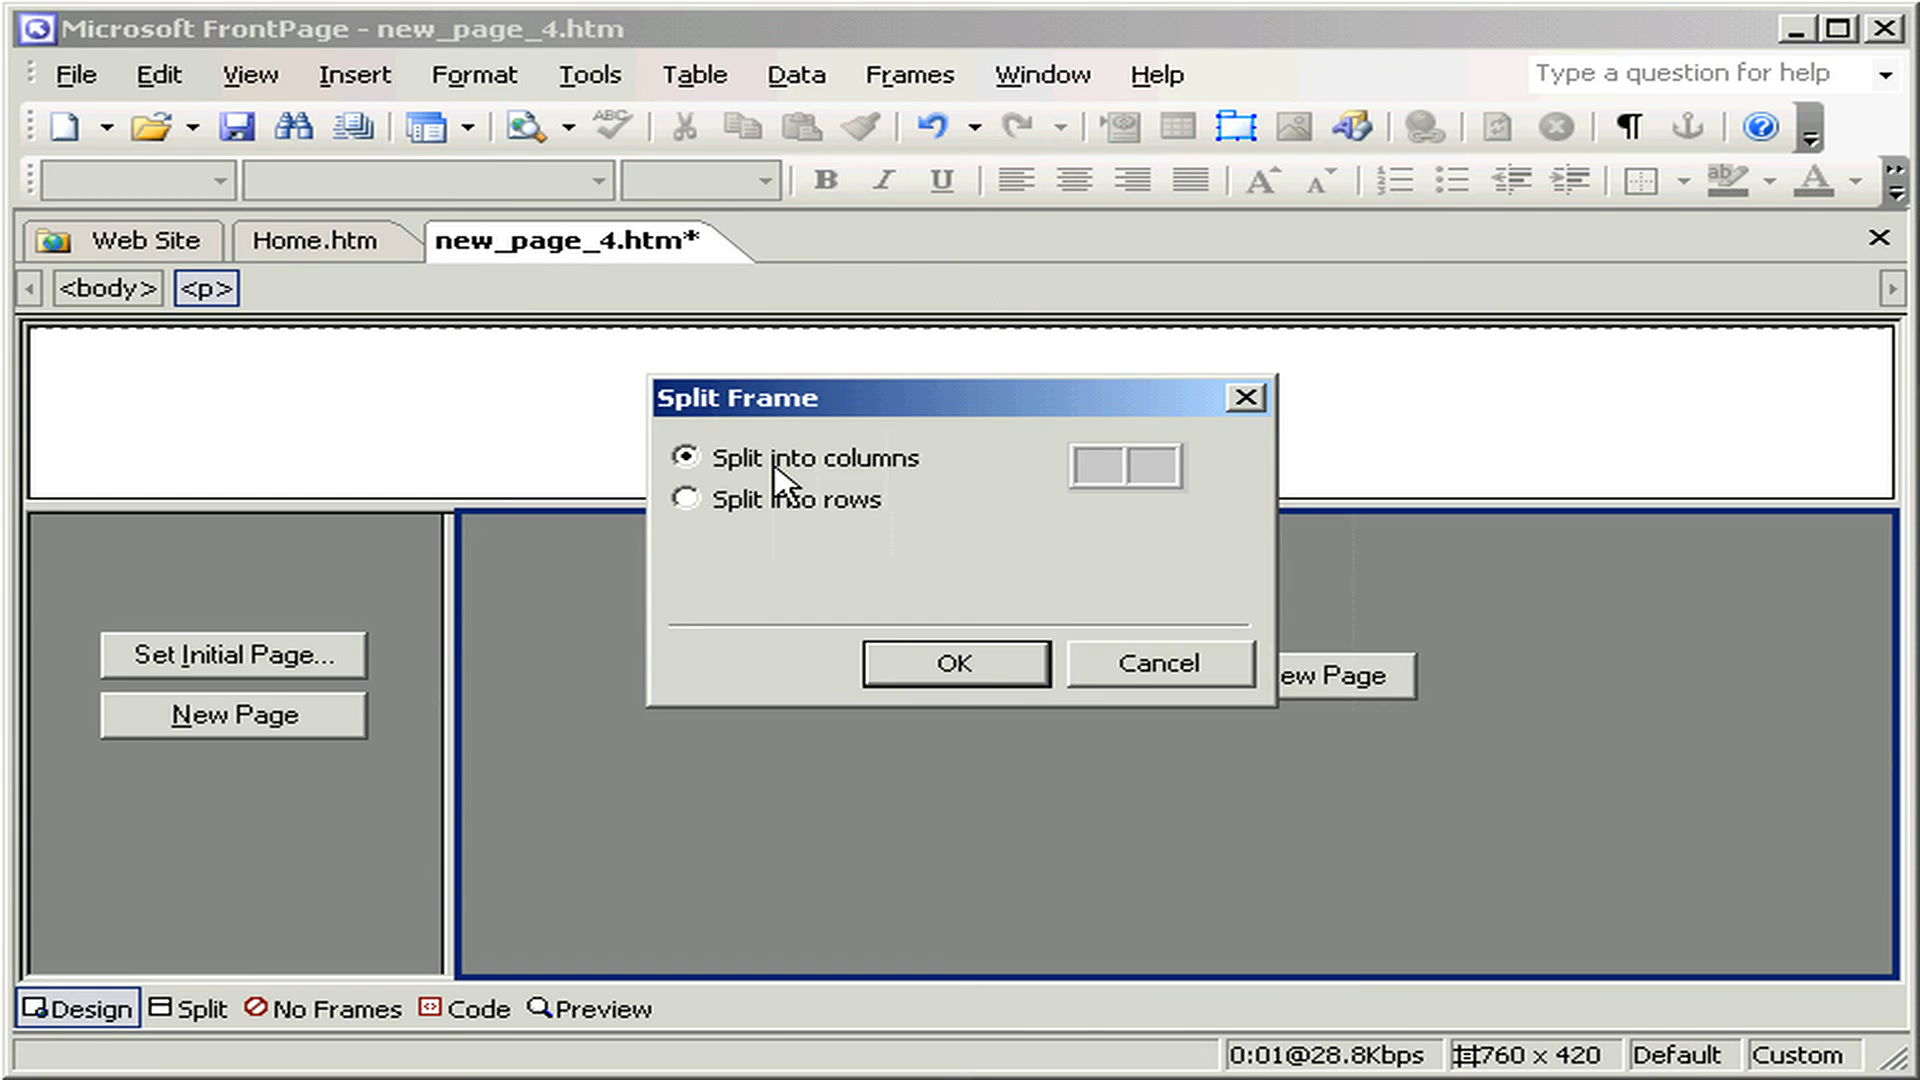 Microsoft FrontPage - new_page_4.htm
File Edit View Insert Format Tools Table Data Frames Window Help Type a question for help
ABC
B I U A A ab A
Web Site Home.htm new_page_4.htm*
<body> <p>
Split Frame
Split into columns
Split into rows
OK Cancel
Set Initial Page...
New Page
ew Page
Design Split No Frames Code Preview
0:01@28.8Kbps 760 x 420 Default Custom